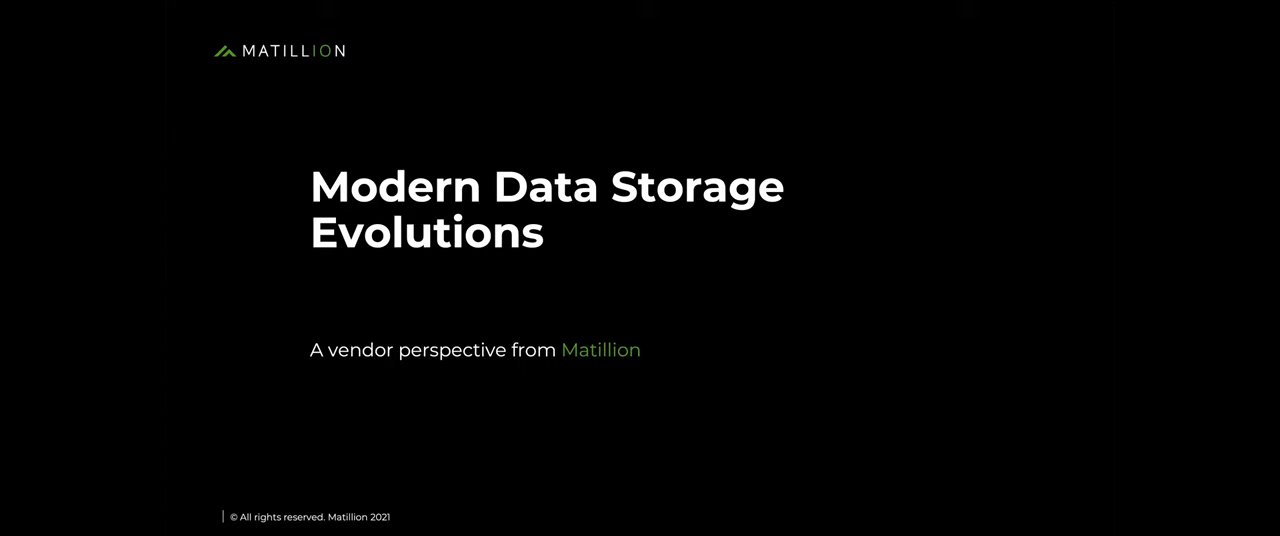 MATILLION
Modern Data Storage
Evolutions
A vendor perspective from Matillion
© All rights reserved. Matillion 2021